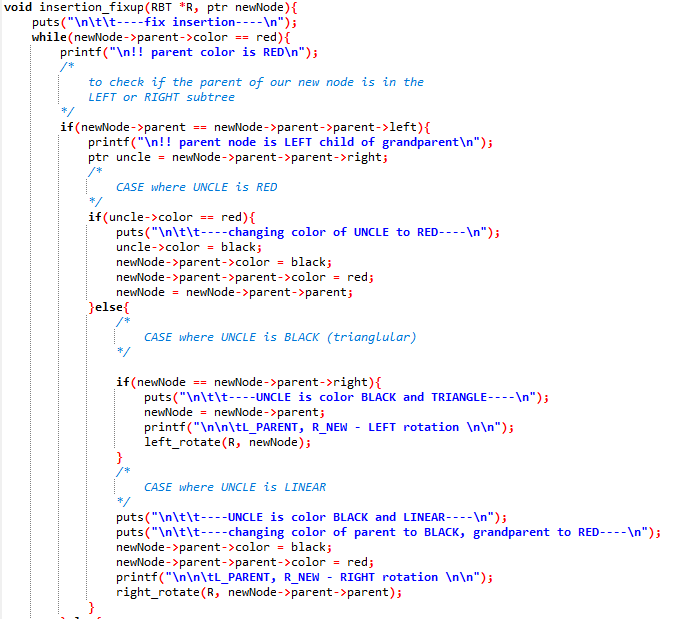 void insertion_fixup(RBT *R, ptr newNode){
puts("\n\t\t----fix insertion----\n");
while(newNode->parent->color == red){
printf("\n!! parent color is RED\n");
/*
to check if the parent of our new node is in the
LEFT or RIGHT subtree
*/
if(newNode->parent == newNode->parent->parent->left){
printf("\n!! parent node is LEFT child of grandparent\n");
ptr uncle = newNode->parent->parent->right;
/*
CASE where UNCLE is RED
*/
if(uncle->color == red){
puts("\n\t\t----changing color of UNCLE to RED----\n");
uncle->color = black;
newNode->parent->color = black;
newNode->parent->parent->color = red;
newNode = newNode->parent->parent;
}else{
/*
CASE where UNCLE is BLACK (trianglular)
*/
if(newNode == newNode->parent->right){
puts("\n\t\t----UNCLE is color BLACK and TRIANGLE----\n");
newNode = newNode->parent;
printf("\n\n\tL_PARENT, R_NEW - LEFT rotation \n\n");
left_rotate(R, newNode);
}
/*
CASE where UNCLE is LINEAR
*/
puts("\n\t\t----UNCLE is color BLACK and LINEAR----\n");
puts("\n\t\t----changing color of parent to BLACK, grandparent to RED----\n");
newNode->parent->color = black;
newNode->parent->parent->color = red;
printf("\n\n\tL_PARENT, R_NEW - RIGHT rotation \n\n");
right_rotate(R, newNode->parent->parent);
}